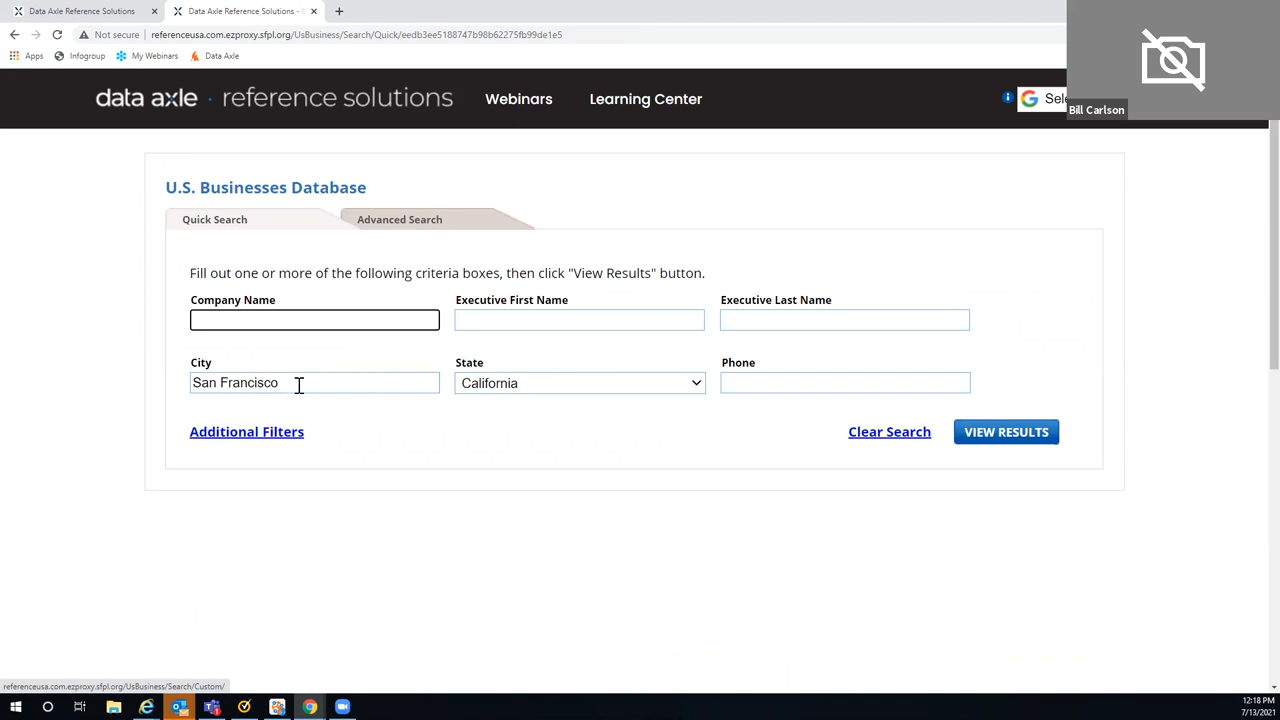 Data Axle Reference Solutions
Data Axle Reference Solutions -
Not secure
referenceusa.com.ezproxy.sfpl.org/UsBusiness/Search/Quick/eedb3ee5188747b98b62275fb99de1e5
Apps
Infogroup
My Webinars
Data Axle
data axle · reference solutions
Webinars
Learning Center
Bill Carlson
U.S. Businesses Database
Quick Search
Advanced Search
Fill out one or more of the following criteria boxes, then click "View Results" button.
Company Name
Executive First Name
Executive Last Name
City
State
Phone
San Francisco
California
Additional Filters
Clear Search
VIEW RESULTS
referenceusa.com.ezproxy.sfpl.org/UsBusiness/Search/Custom/
12:18 PM
7/13/2021